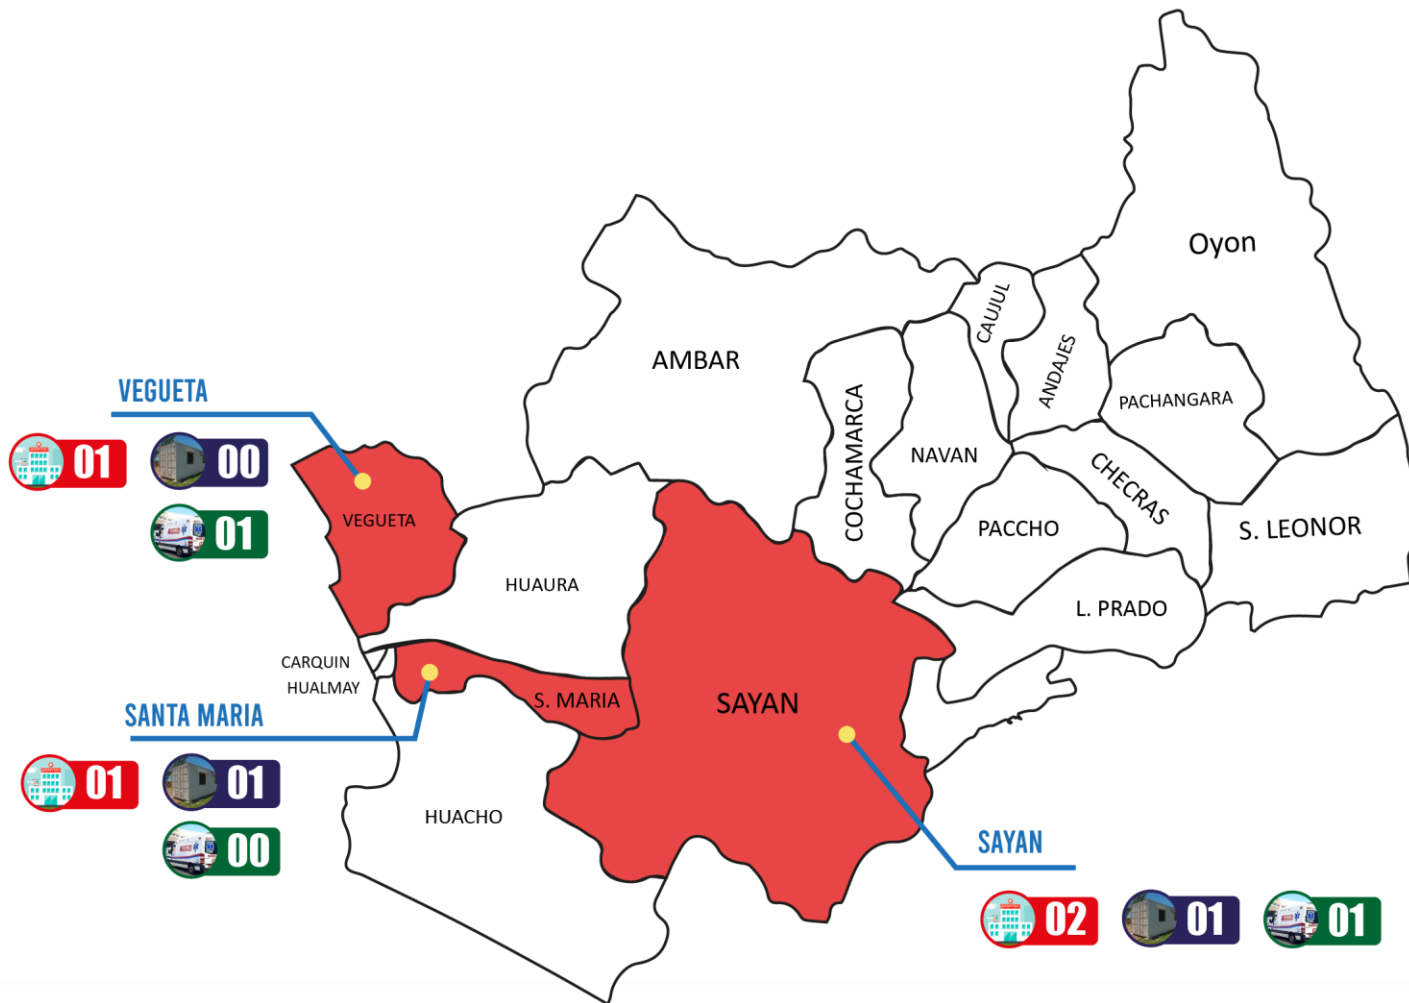 Oyon
CAUJUL
ANDAJES
AMBAR
PACHANGARA
COCHAMARCA
NAVAN
CHECRAS
PACCHO
S. LEONOR
L. PRADO
VEGUETA
01
00
01
VEGUETA
HUAURA
CARQUIN
HUALMAY
S. MARIA
SAYAN
SANTA MARIA
01
01
00
HUACHO
SAYAN
02
01
01